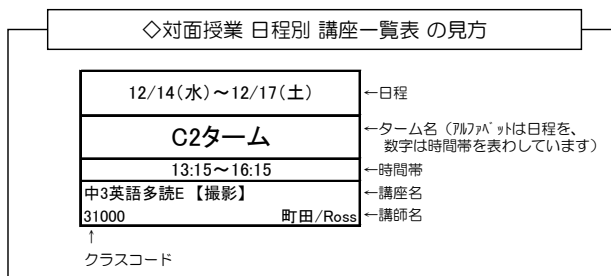 ◇対面授業 日程別 講座一覧表 の見方
12/14(水)～12/17(土)
←日程
C2ターム
←ターム名（ｱﾙﾌｧﾍﾞｯﾄは日程を、
数字は時間帯を表わしています）
13:15～16:15
←時間帯
中3英語多読E 【撮影】
←講座名
31000 町田/Ross
←講師名
↑
クラスコード